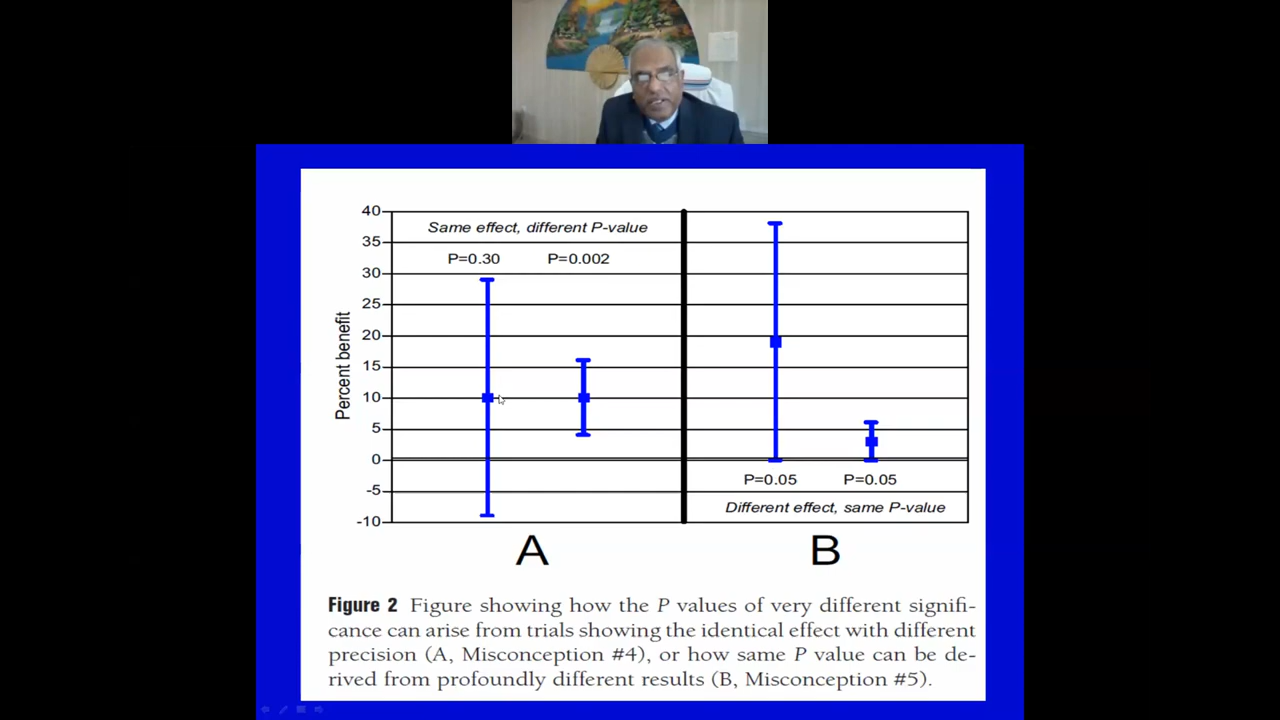 40
Same effect, different P-value
35
P=0.30 P=0.002
30
25
20
15
10
5
0
-5
-10
Percent benefit
P=0.05 P=0.05
Different effect, same P-value
A B
Figure 2 Figure showing how the P values of very different signifi-
cance can arise from trials showing the identical effect with different
precision (A, Misconception #4), or how same P value can be de-
rived from profoundly different results (B, Misconception #5).